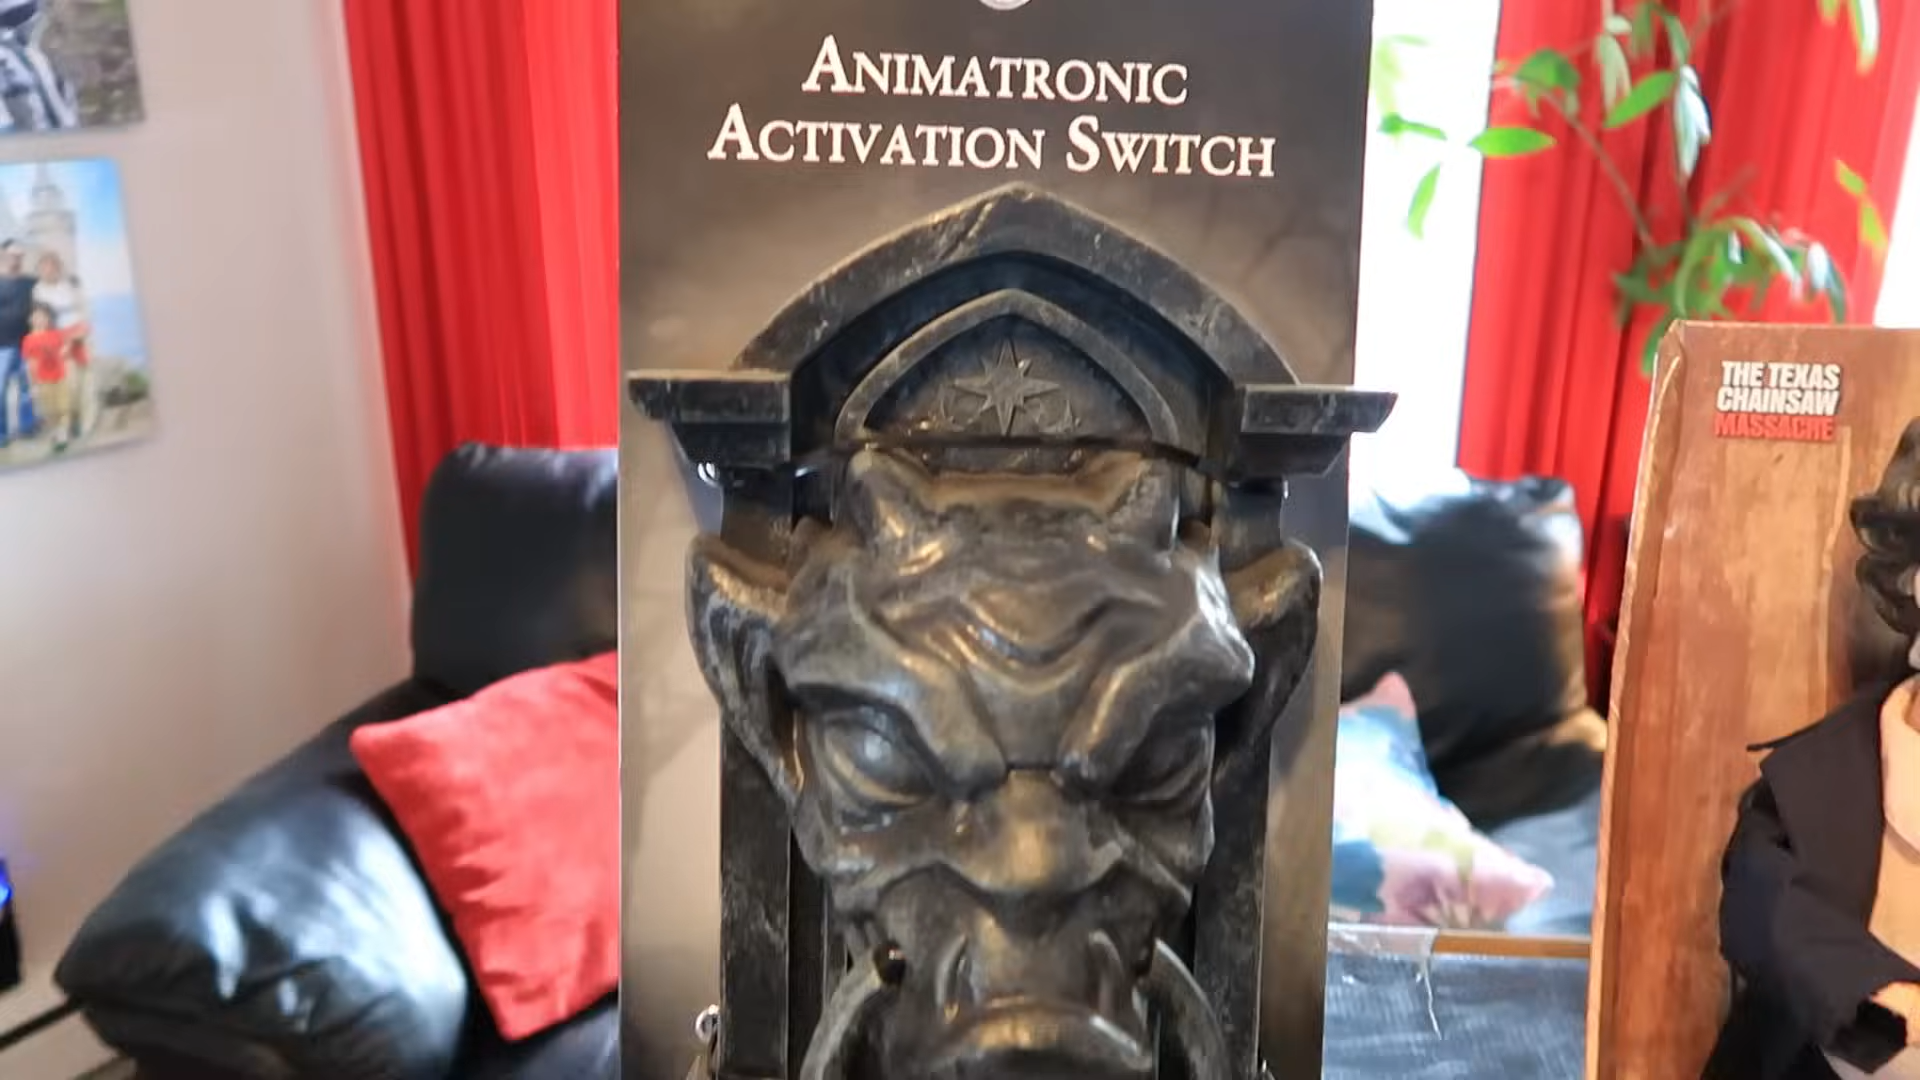 ANIMATRONIC
ACTIVATION SWITCH
THE TEXAS
CHAINSAW
MASSACRE